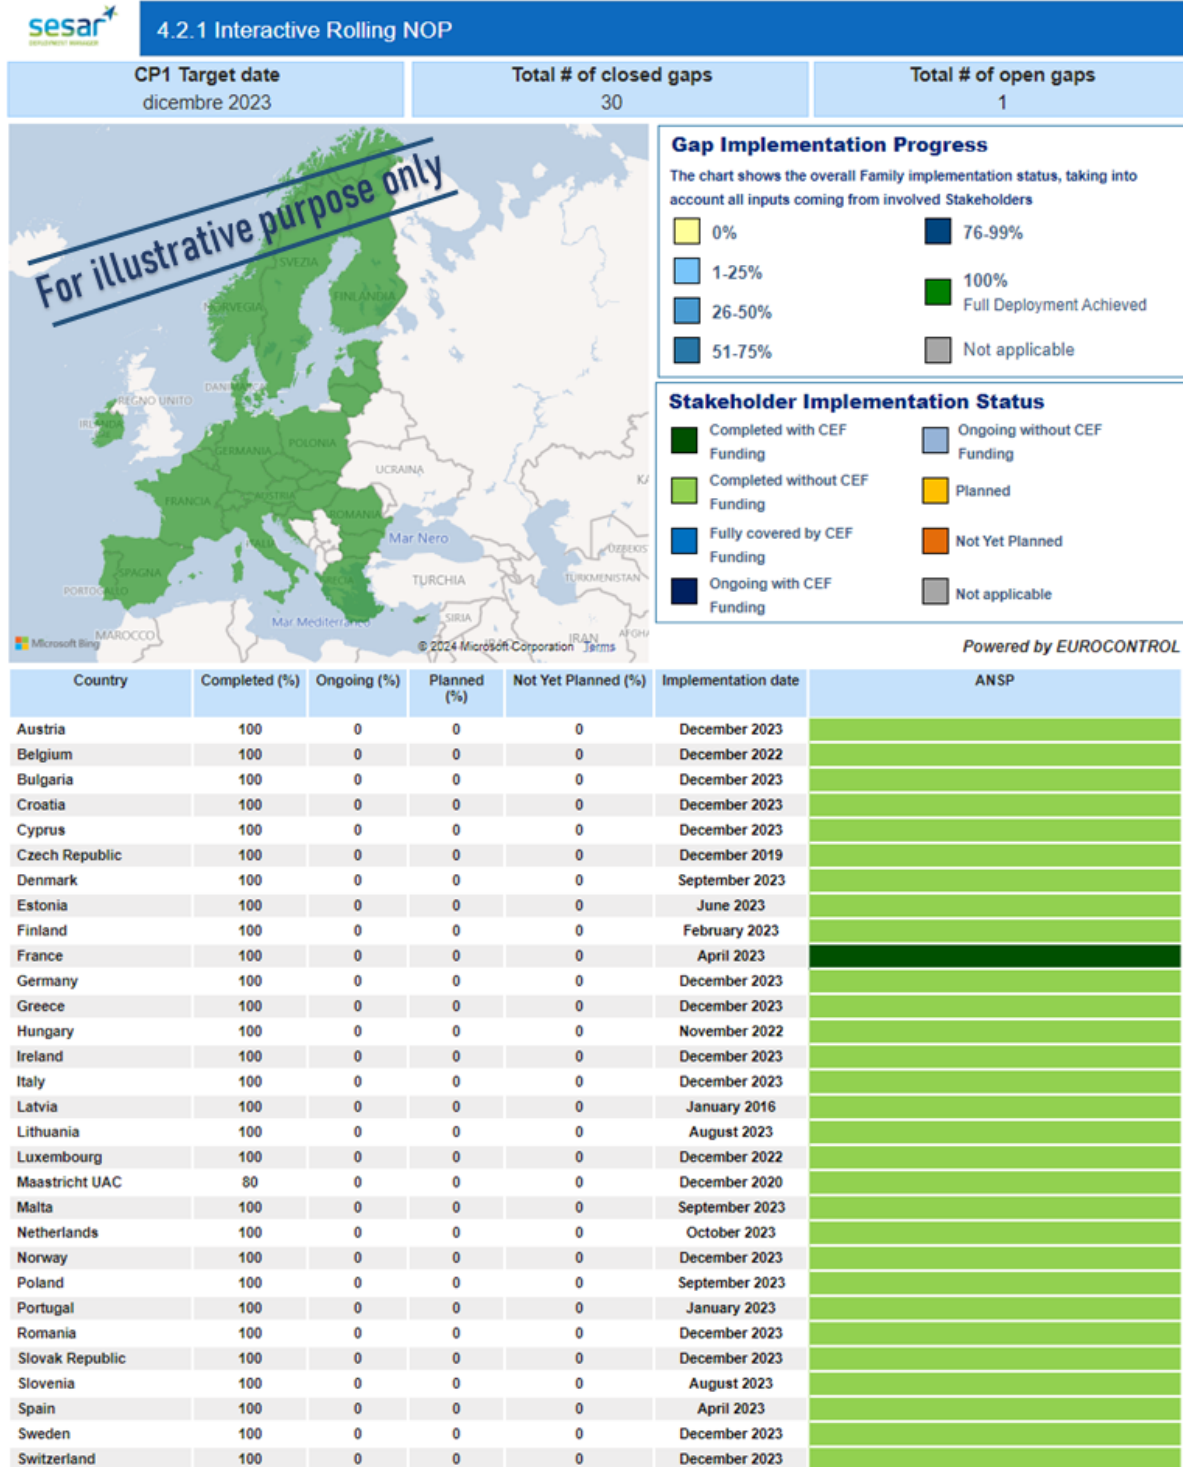 sesar
DEPLOYMENT MANAGER
4.2.1 Interactive Rolling NOP
CP1 Target date
dicembre 2023
Total # of closed gaps
30
Total # of open gaps
1
For illustrative purpose only
SVEZIA
FINLANDIA
NORVEGIA
DANIMARCA
REGNO UNITO
IRLANDA
GERMANIA
POLONIA
UCRAINA
FRANCIA
AUSTRIA
ROMANIA
ITALIA
Mar Nero
SPAGNA
PORTOGALLO
GRECIA
TURCHIA
UZBEKIS
TURKMENISTAN
Mar Mediterraneo
SIRIA
IRAQ
IRAN
AFGHA
MAROCCO
KA
Microsoft Bing
© 2024 Microsoft Corporation Terms
Gap Implementation Progress
The chart shows the overall Family implementation status, taking into
account all inputs coming from involved Stakeholders
0%
1-25%
26-50%
51-75%
76-99%
100%
Full Deployment Achieved
Not applicable
Stakeholder Implementation Status
Completed with CEF
Funding
Completed without CEF
Funding
Fully covered by CEF
Funding
Ongoing with CEF
Funding
Ongoing without CEF
Funding
Planned
Not Yet Planned
Not applicable
Powered by EUROCONTROL
Country Completed (%) Ongoing (%) Planned (%) Not Yet Planned (%) Implementation date ANSP
Austria 100 0 0 0 December 2023
Belgium 100 0 0 0 December 2022
Bulgaria 100 0 0 0 December 2023
Croatia 100 0 0 0 December 2023
Cyprus 100 0 0 0 December 2023
Czech Republic 100 0 0 0 December 2019
Denmark 100 0 0 0 September 2023
Estonia 100 0 0 0 June 2023
Finland 100 0 0 0 February 2023
France 100 0 0 0 April 2023
Germany 100 0 0 0 December 2023
Greece 100 0 0 0 December 2023
Hungary 100 0 0 0 November 2022
Ireland 100 0 0 0 December 2023
Italy 100 0 0 0 December 2023
Latvia 100 0 0 0 January 2016
Lithuania 100 0 0 0 August 2023
Luxembourg 100 0 0 0 December 2022
Maastricht UAC 80 0 0 0 December 2020
Malta 100 0 0 0 September 2023
Netherlands 100 0 0 0 October 2023
Norway 100 0 0 0 December 2023
Poland 100 0 0 0 September 2023
Portugal 100 0 0 0 January 2023
Romania 100 0 0 0 December 2023
Slovak Republic 100 0 0 0 December 2023
Slovenia 100 0 0 0 August 2023
Spain 100 0 0 0 April 2023
Sweden 100 0 0 0 December 2023
Switzerland 100 0 0 0 December 2023